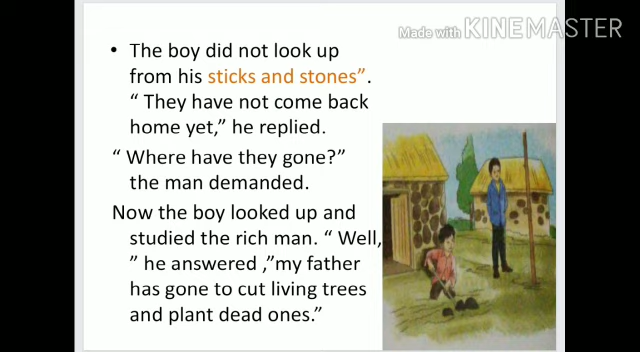 Made with KINEMASTER
• The boy did not look up
from his sticks and stones”.
“ They have not come back
home yet,” he replied.
“ Where have they gone?”
the man demanded.
Now the boy looked up and
studied the rich man. “ Well,
” he answered ,”my father
has gone to cut living trees
and plant dead ones.”